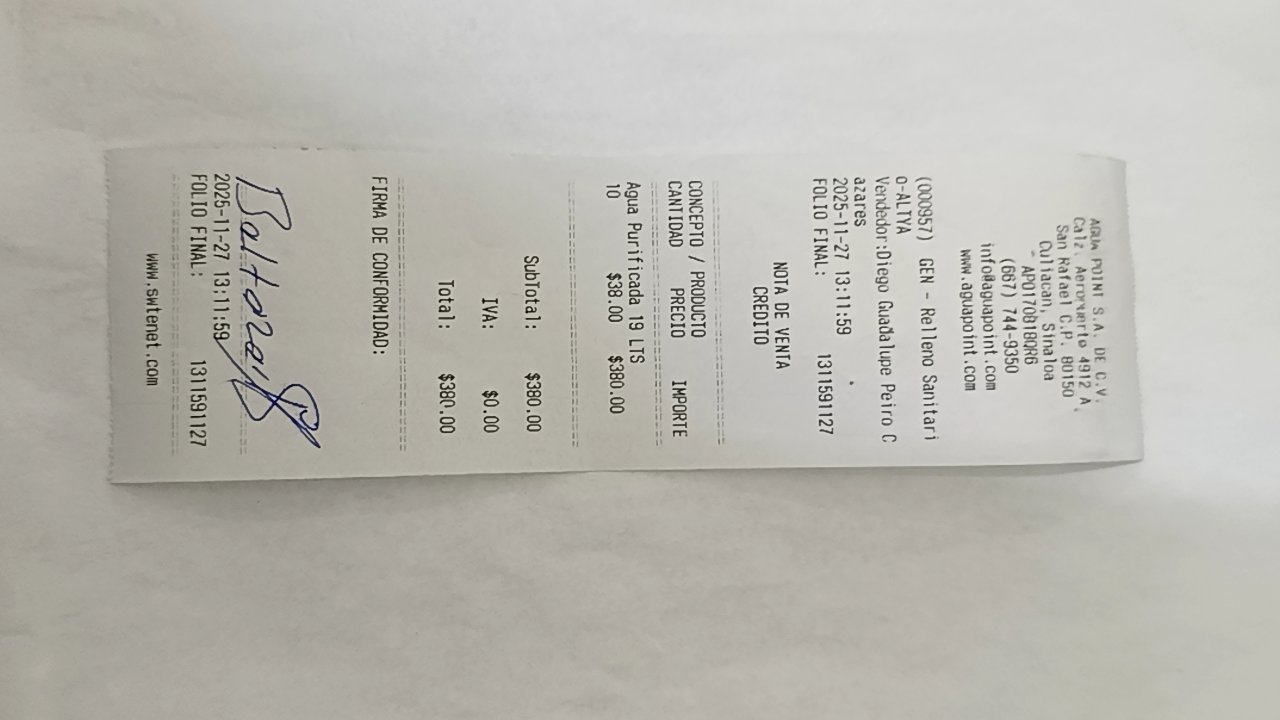 AGUA POINT S.A. DE C.V.
Calz. Aeropuerto 4912 A,
San Rafael C.P. 80150
Culiacan, Sinaloa
APO170818QR6
(667) 744-9350
info@aguapoint.com
www.aguapoint.com
(000957) GEN - Relleno Sanitari
O-ALTYA
Vendedor:Diego Guadalupe Peiro C
azares
2025-11-27 13:11:59
FOLIO FINAL: 1311591127
NOTA DE VENTA
CREDITO
CONCEPTO / PRODUCTO
CANTIDAD PRECIO IMPORTE
Agua Purificada 19 LTS
10 $38.00 $380.00
SubTotal: $380.00
IVA: $0.00
Total: $380.00
FIRMA DE CONFORMIDAD:
2025-11-27 13:11:59
FOLIO FINAL: 1311591127
www.swtenet.com